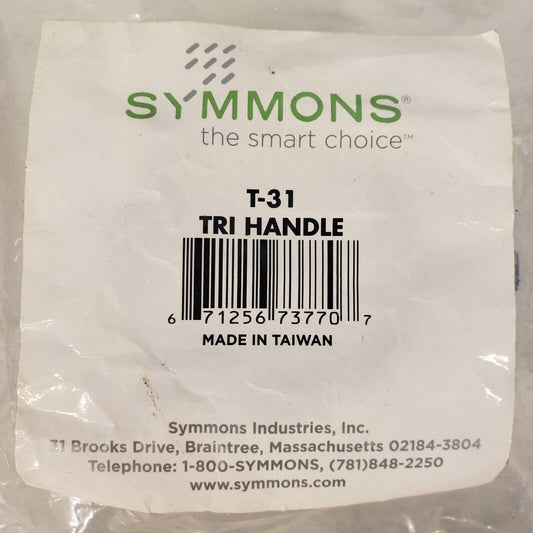 SYMMONS®
the smart choice™
T-31
TRI HANDLE
6 71256 73770 7
MADE IN TAIWAN
Symmons Industries, Inc.
31 Brooks Drive, Braintree, Massachusetts 02184-3804
Telephone: 1-800-SYMMONS, (781)848-2250
www.symmons.com